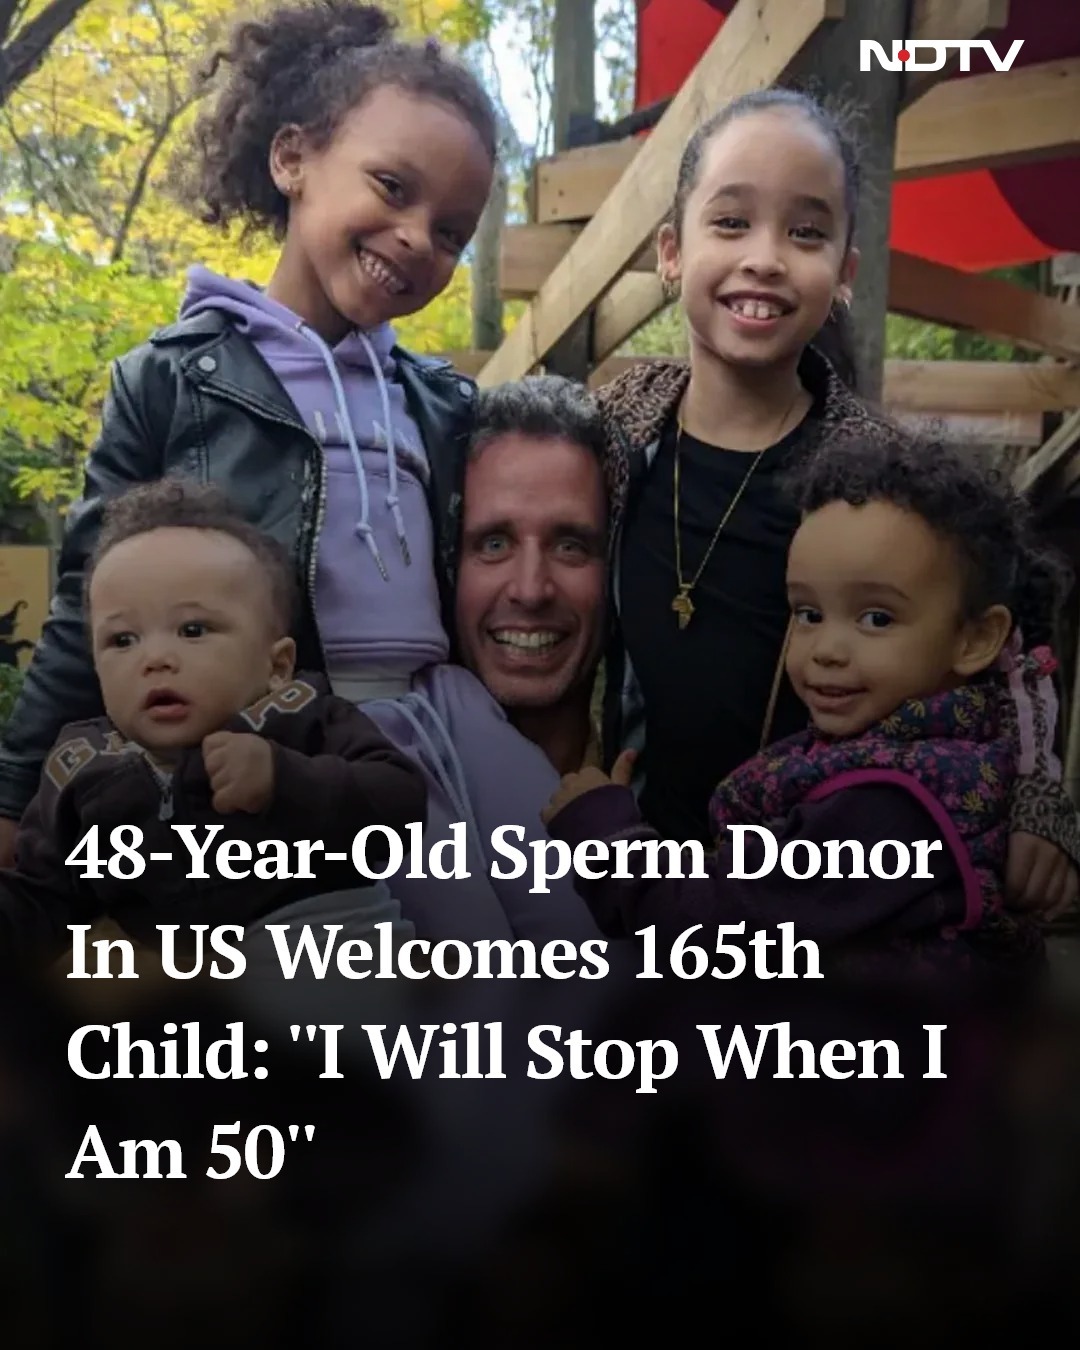 NDTV
48-Year-Old Sperm Donor
In US Welcomes 165th
Child: "I Will Stop When I
Am 50"